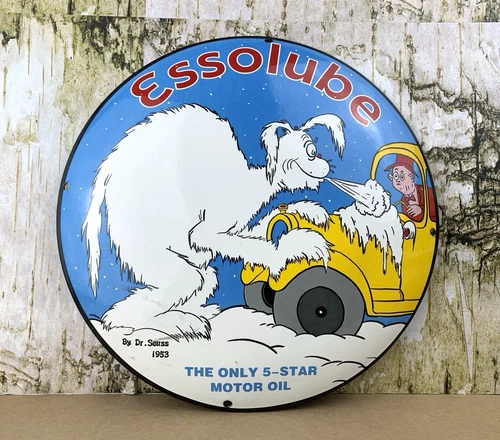 Essolube
By Dr. Seuss
1953
THE ONLY 5-STAR
MOTOR OIL